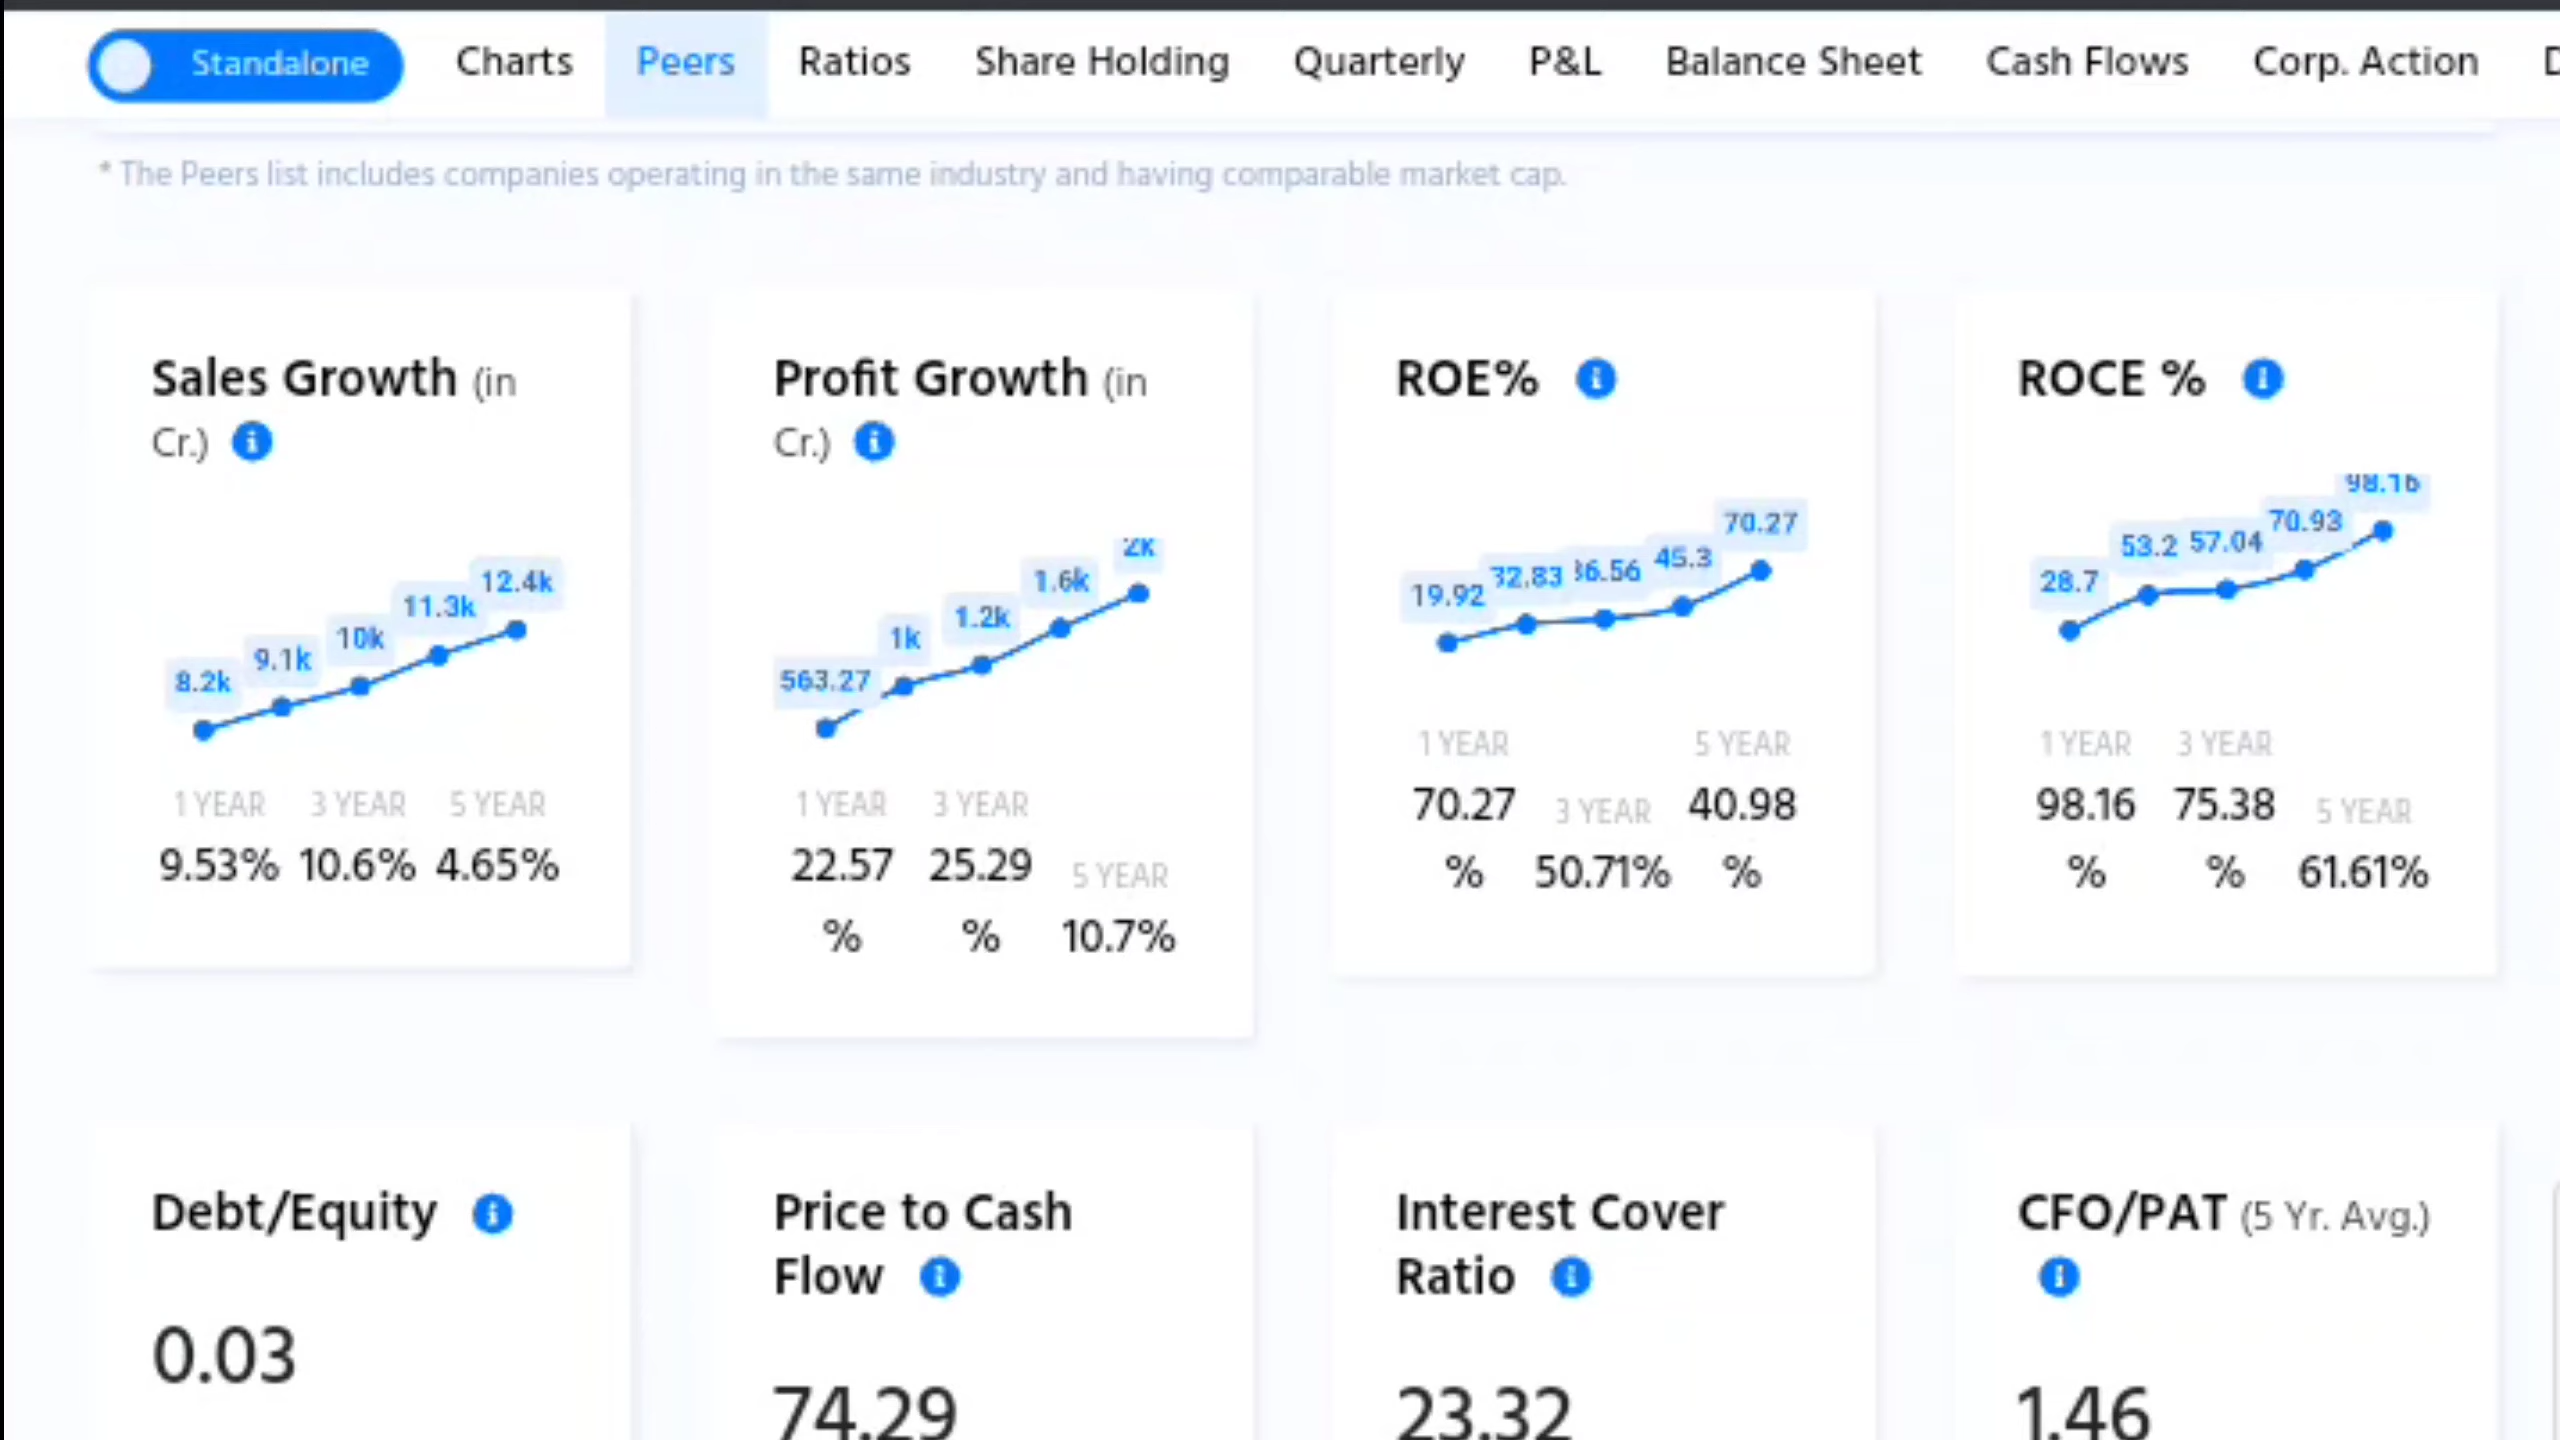 Standalone Charts Peers Ratios Share Holding Quarterly P&L Balance Sheet Cash Flows Corp. Action
* The Peers list includes companies operating in the same industry and having comparable market cap.
Sales Growth (in
Cr.)
8.2k 9.1k 10k 11.3k 12.4k
1 YEAR 3 YEAR 5 YEAR
9.53% 10.6% 4.65%
Profit Growth (in
Cr.)
563.27 1k 1.2k 1.6k 2k
1 YEAR 3 YEAR
22.57 25.29 5 YEAR
% % 10.7%
ROE%
19.92 32.83 36.56 45.3 70.27
1 YEAR 5 YEAR
70.27 3 YEAR 40.98
% 50.71% %
ROCE %
28.7 53.2 57.04 70.93 98.16
1 YEAR 3 YEAR
98.16 75.38 5 YEAR
% % 61.61%
Debt/Equity
0.03
Price to Cash
Flow
74.29
Interest Cover
Ratio
23.32
CFO/PAT (5 Yr. Avg.)
1.46